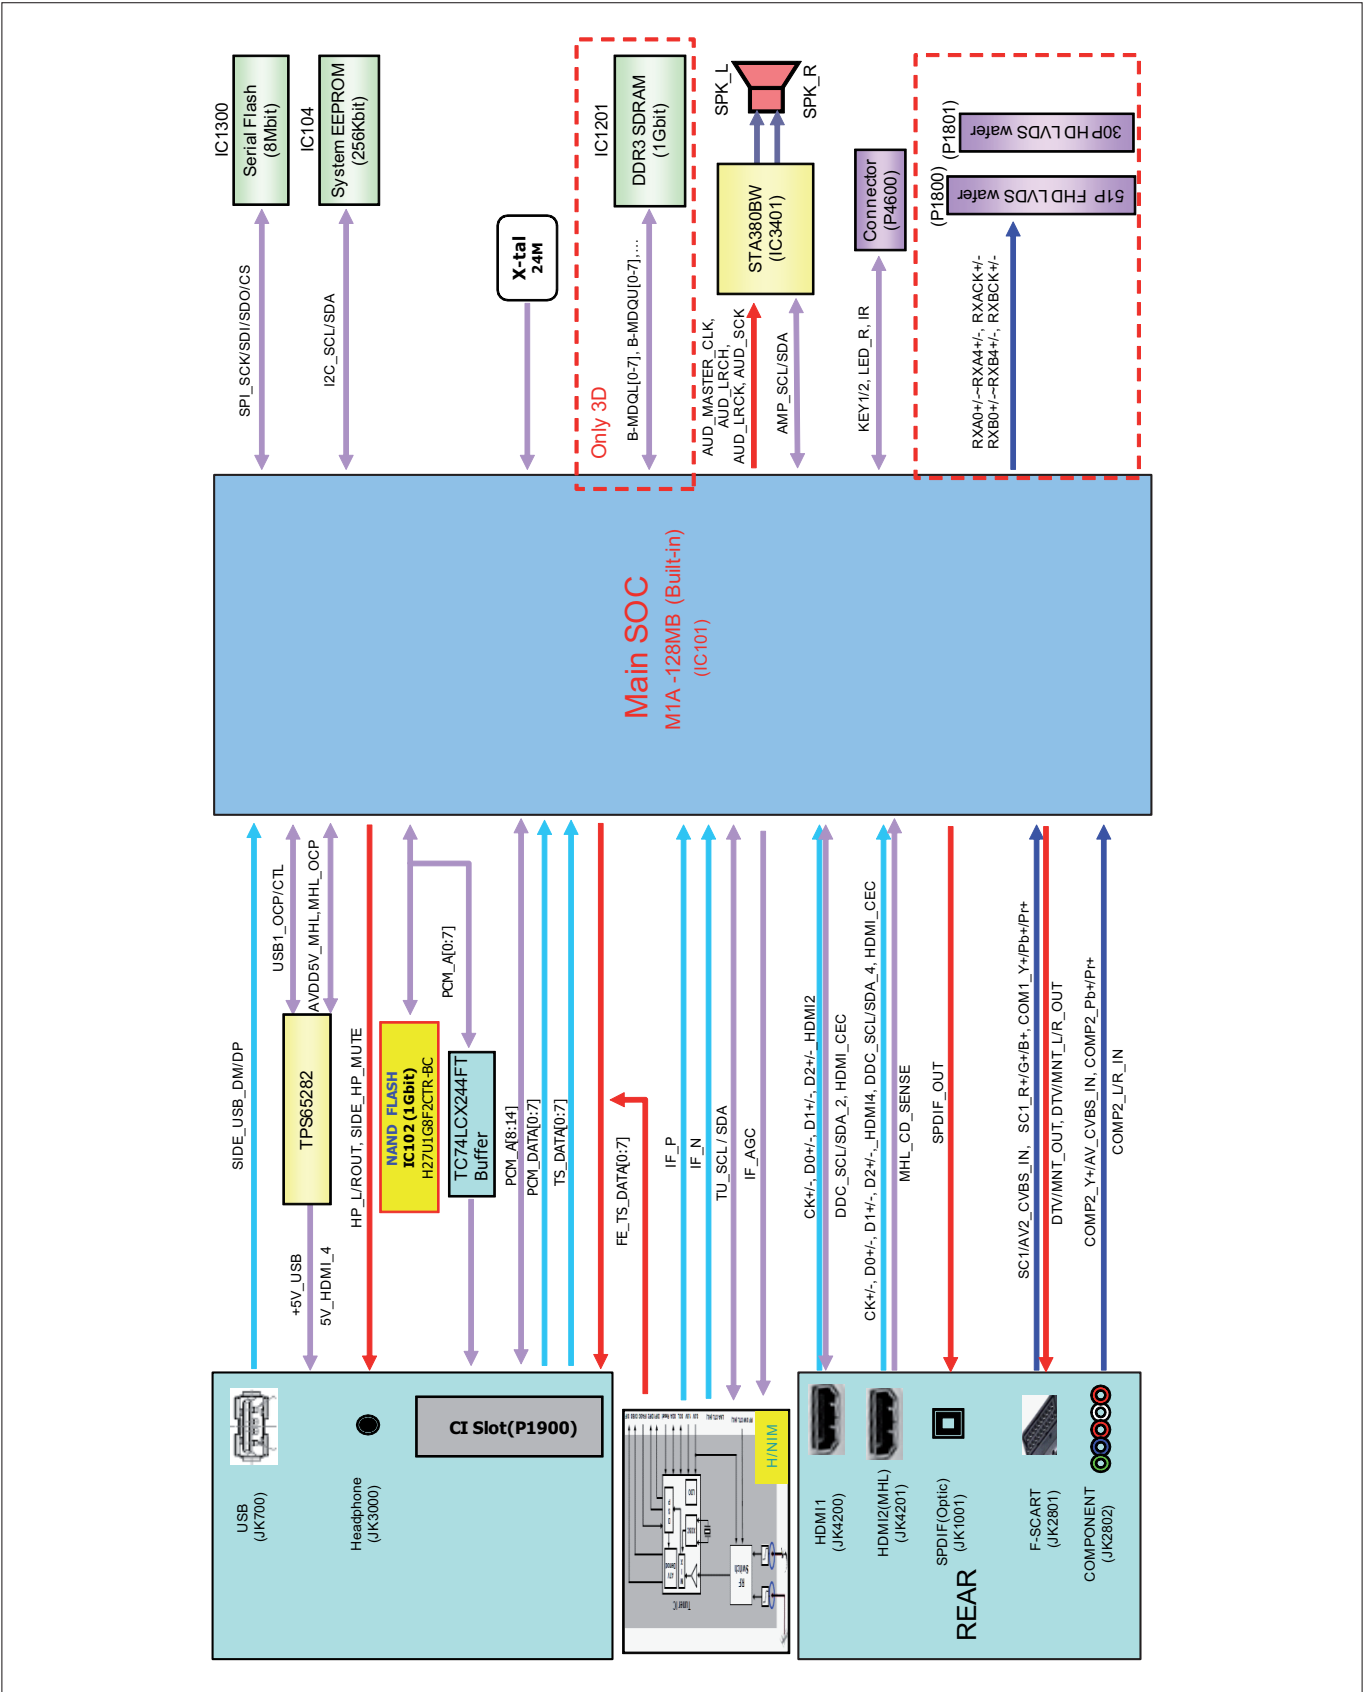 IC1300
Serial Flash
(8Mbit)
IC104
System EEPROM
(256Kbit)
X-tal
24M
IC1201
DDR3 SDRAM
(1Gbit)
SPK_L
SPK_R
STA380BW
(IC3401)
Connector
(P4600)
(P1800)
51P FHD LVDS wafer
(P1801)
30P HD LVDS wafer
SPI_SCK/SDI/SDO/CS
I2C_SCL/SDA
Only 3D
B-MDQL[0-7], B-MDQU[0-7],...
AUD_MASTER_CLK,
AUD_LRCH,
AUD_LRCK, AUD_SCK
AMP_SCL/SDA
KEY1/2, LED_R, IR
RXA0+/-~RXA4+/-, RXACK+/-
RXB0+/-~RXB4+/-, RXBCK+/-
Main SOC
M1A -128MB (Built-in)
(IC101)
SIDE_USB_DM/DP
USB1_OCP/CTL
AVDD5V_MHL,MHL_OCP
TPS65282
+5V_USB
5V_HDMI_4
HP_L/ROUT, SIDE_HP_MUTE
NAND FLASH
IC102 (1Gbit)
H27U1G8F2CTR-BC
PCM_A[0:7]
TC74LCX244FT
Buffer
PCM_A[8:14]
PCM_DATA[0:7]
TS_DATA[0:7]
FE_TS_DATA[0:7]
IF_P
IF_N
TU_SCL / SDA
IF_AGC
CK+/-, D0+/-, D1+/-, D2+/-_HDMI2
DDC_SCL/SDA_2, HDMI_CEC
CK+/-, D0+/-, D1+/-, D2+/-_HDMI4, DDC_SCL/SDA_4, HDMI_CEC
MHL_CD_SENSE
SPDIF_OUT
SC1/AV2_CVBS_IN, SC1_R+/G+/B+, COM1_Y+/Pb+/Pr+
DTV/MNT_OUT, DTV/MNT_L/R_OUT
COMP2_Y+/AV_CVBS_IN, COMP2_Pb+/Pr+
COMP2_L/R_IN
USB
(JK700)
Headphone
(JK3000)
CI Slot(P1900)
H/NIM
Tuner IC
RF
Switch
LDO
HDMI1
(JK4200)
HDMI2(MHL)
(JK4201)
SPDIF(Optic)
(JK1001)
REAR
F-SCART
(JK2801)
COMPONENT
(JK2802)